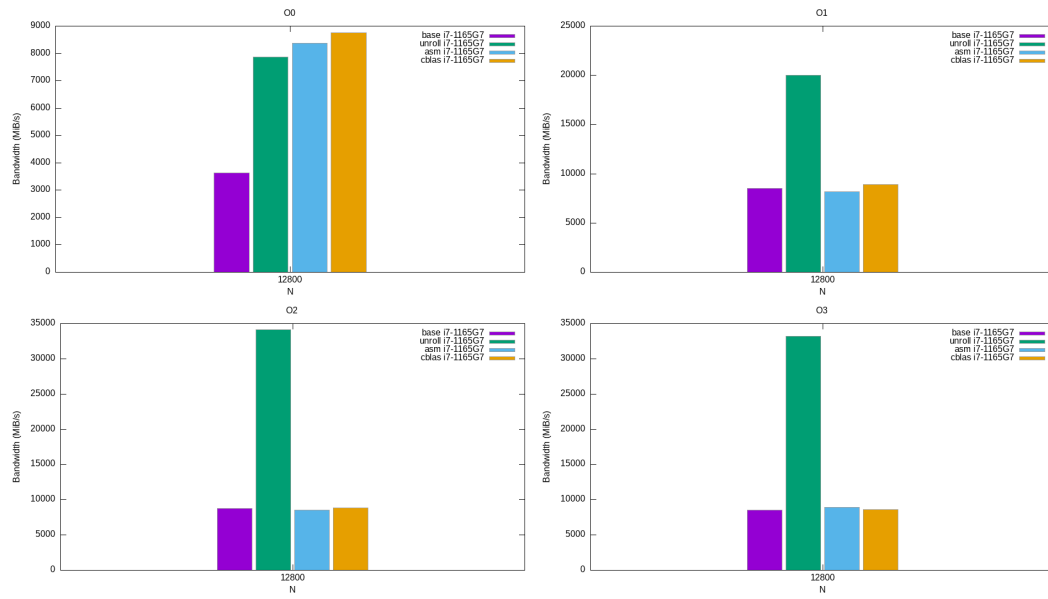 O0
9000
8000
7000
6000
5000
4000
3000
2000
1000
0
Bandwidth (MiB/s)
12800
N
base i7-1165G7
unroll i7-1165G7
asm i7-1165G7
cblas i7-1165G7
O1
25000
20000
15000
10000
5000
0
Bandwidth (MiB/s)
12800
N
base i7-1165G7
unroll i7-1165G7
asm i7-1165G7
cblas i7-1165G7
O2
35000
30000
25000
20000
15000
10000
5000
0
Bandwidth (MiB/s)
12800
N
base i7-1165G7
unroll i7-1165G7
asm i7-1165G7
cblas i7-1165G7
O3
35000
30000
25000
20000
15000
10000
5000
0
Bandwidth (MiB/s)
12800
N
base i7-1165G7
unroll i7-1165G7
asm i7-1165G7
cblas i7-1165G7